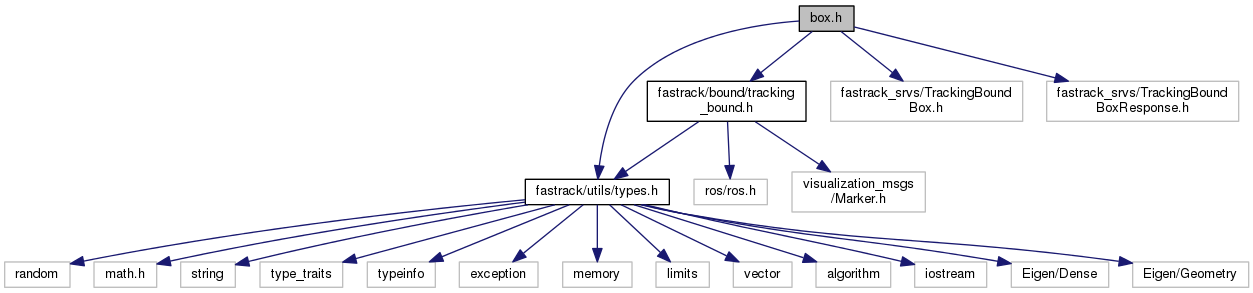 box.h
fastrack/bound/tracking
_bound.h
fastrack_srvs/TrackingBound
Box.h
fastrack_srvs/TrackingBound
BoxResponse.h
fastrack/utils/types.h
ros/ros.h
visualization_msgs
/Marker.h
random
math.h
string
type_traits
typeinfo
exception
memory
limits
vector
algorithm
iostream
Eigen/Dense
Eigen/Geometry